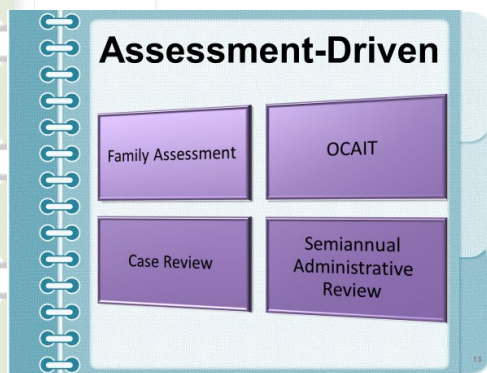 Assessment-Driven
Family Assessment
OCAIT
Case Review
Semiannual
Administrative
Review
15